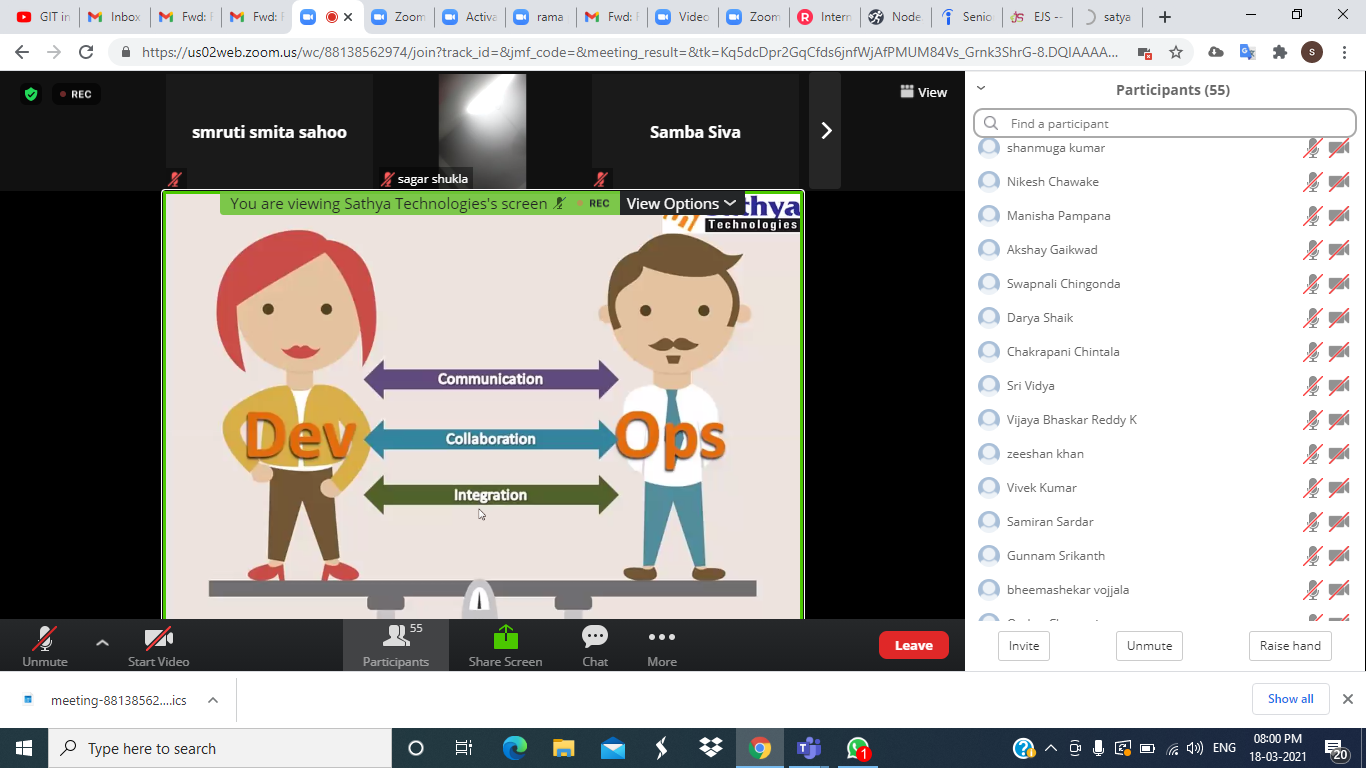 GIT in
Inbox
Fwd: F
Fwd: F
Zoom
Activa
rama
Fwd: F
Video
Zoom
Intern
Node
Senio
EJS --
satya
https://us02web.zoom.us/wc/88138562974/join?track_id=&jmf_code=&meeting_result=&tk=Kq5dcDpr2GqCfds6jnfWjAfPMUM84Vs_Grnk3ShrG-8.DQIAAAA...
S
REC
smruti smita sahoo
sagar shukla
Samba Siva
View
You are viewing Sathya Technologies's screen
REC
View Options
Technologies
Communication
Dev
Collaboration
Ops
Integration
Participants (55)
Find a participant
shanmuga kumar
Nikesh Chawake
Manisha Pampana
Akshay Gaikwad
Swapnali Chingonda
Darya Shaik
Chakrapani Chintala
Sri Vidya
Vijaya Bhaskar Reddy K
zeeshan khan
Vivek Kumar
Samiran Sardar
Gunnam Srikanth
bheemashekar vojjala
Invite
Unmute
Raise hand
Unmute
Start Video
55
Participants
Share Screen
Chat
More
Leave
meeting-88138562....ics
Show all
Type here to search
1
ENG
08:00 PM
18-03-2021
20